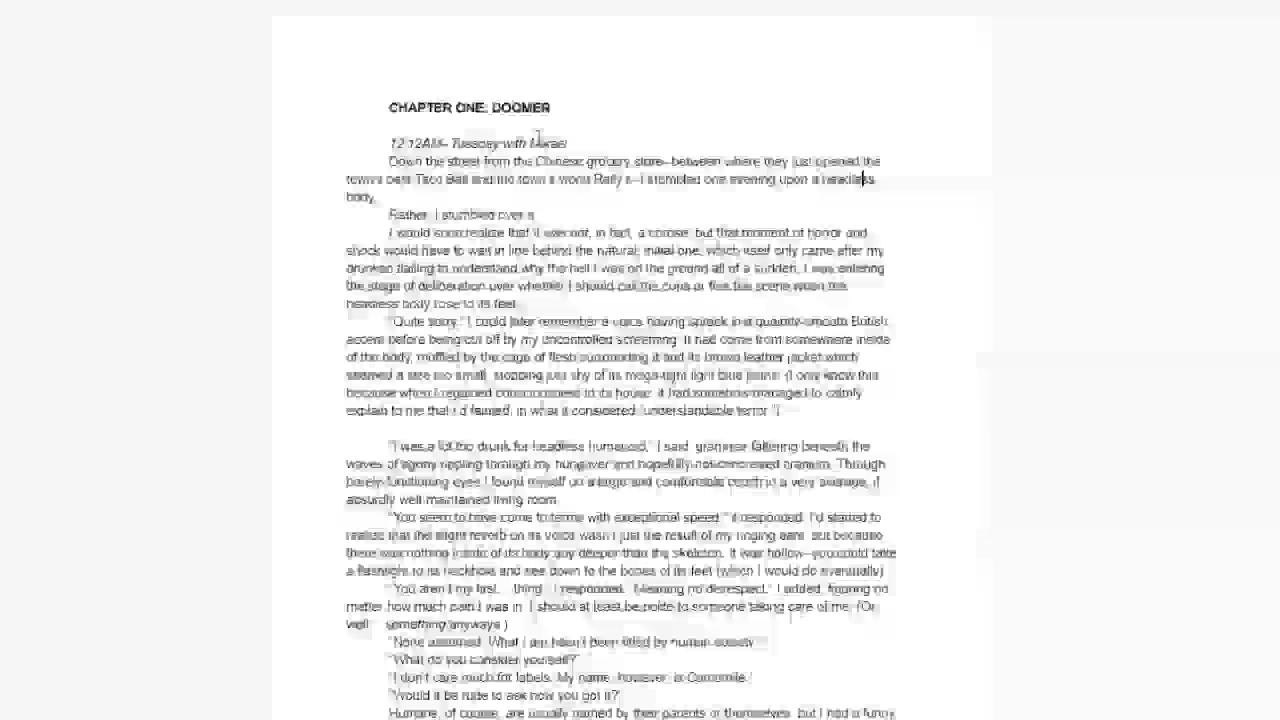 CHAPTER ONE: DOOMER
12:12AM– Tuesday with
Down the street from the Chinese grocery store–between where they just opened the
town's best Taco Bell and the town's worst Rally's–I stumbled one evening upon a headless
body.
Rather, I stumbled over it.
I would soon realize that it was not, in fact, a corpse, but that moment of horror and
shock would have to wait in line behind the natural, initial one, which itself only came after my
drunken failing to understand why the hell I was on the ground all of a sudden. I was entering
the stage of deliberation over whether I should call the cops or flee the scene when the
headless body rose to its feet.
"Quite sorry," I could later remember a voice having spoken in a quaintly-smooth British
accent before being cut off by my uncontrolled screaming. It had come from somewhere inside
of the body, muffled by the cage of flesh surrounding it and its brown leather jacket which
seemed a size too small, stopping just shy of its mega-tight light blue jeans. (I only knew this
because when I regained consciousness in its house, it had somehow managed to calmly
explain to me that I'd fainted, in what it considered "understandable terror.")
"I was a lot too drunk for headless humanoid," I said, grammar faltering beneath the
waves of agony rippling through my hungover and hopefully-not-concussed cranium. Through
barely-functioning eyes I found myself on a large and comfortable couch in a very average, if
absurdly well-maintained living room.
"You seem to have come to terms with exceptional speed," it responded. I'd started to
realize that the slight reverb on its voice wasn't just the result of my ringing ears, but because
there was nothing inside of its body any deeper than the skeleton. It was hollow–you could take
a flashlight to its neckhole and see down to the bones of its feet (which I would do eventually).
"You aren't my first... thing," I responded. "Meaning no disrespect," I added, figuring no
matter how much pain I was in, I should at least be polite to someone taking care of me. (Or,
well... something anyways.)
"None assumed. What I am hasn't been titled by human society."
"What do you consider yourself?"
"I don't care much for labels. My name, however, is Camomile."
"Would it be rude to ask how you got it?"
Humans, of course, are usually named by their parents or themselves, but I had a funny